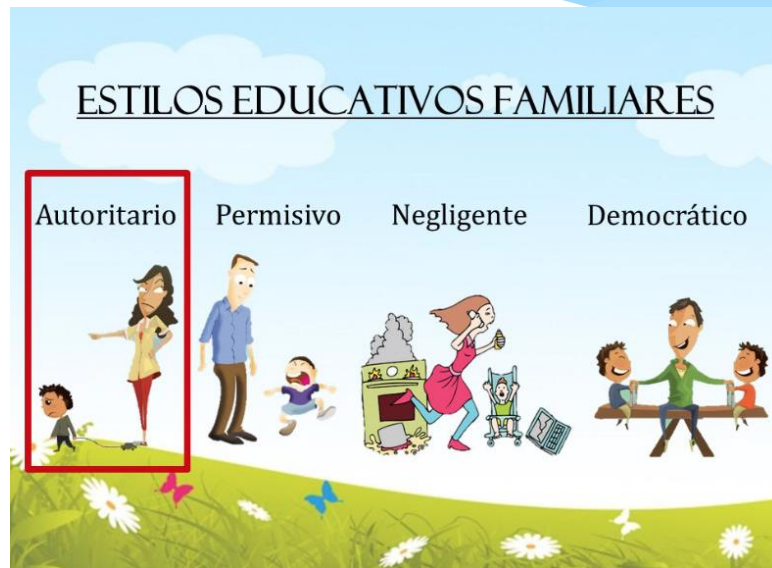 ESTILOS EDUCATIVOS FAMILIARES
Autoritario Permisivo Negligente Democrático